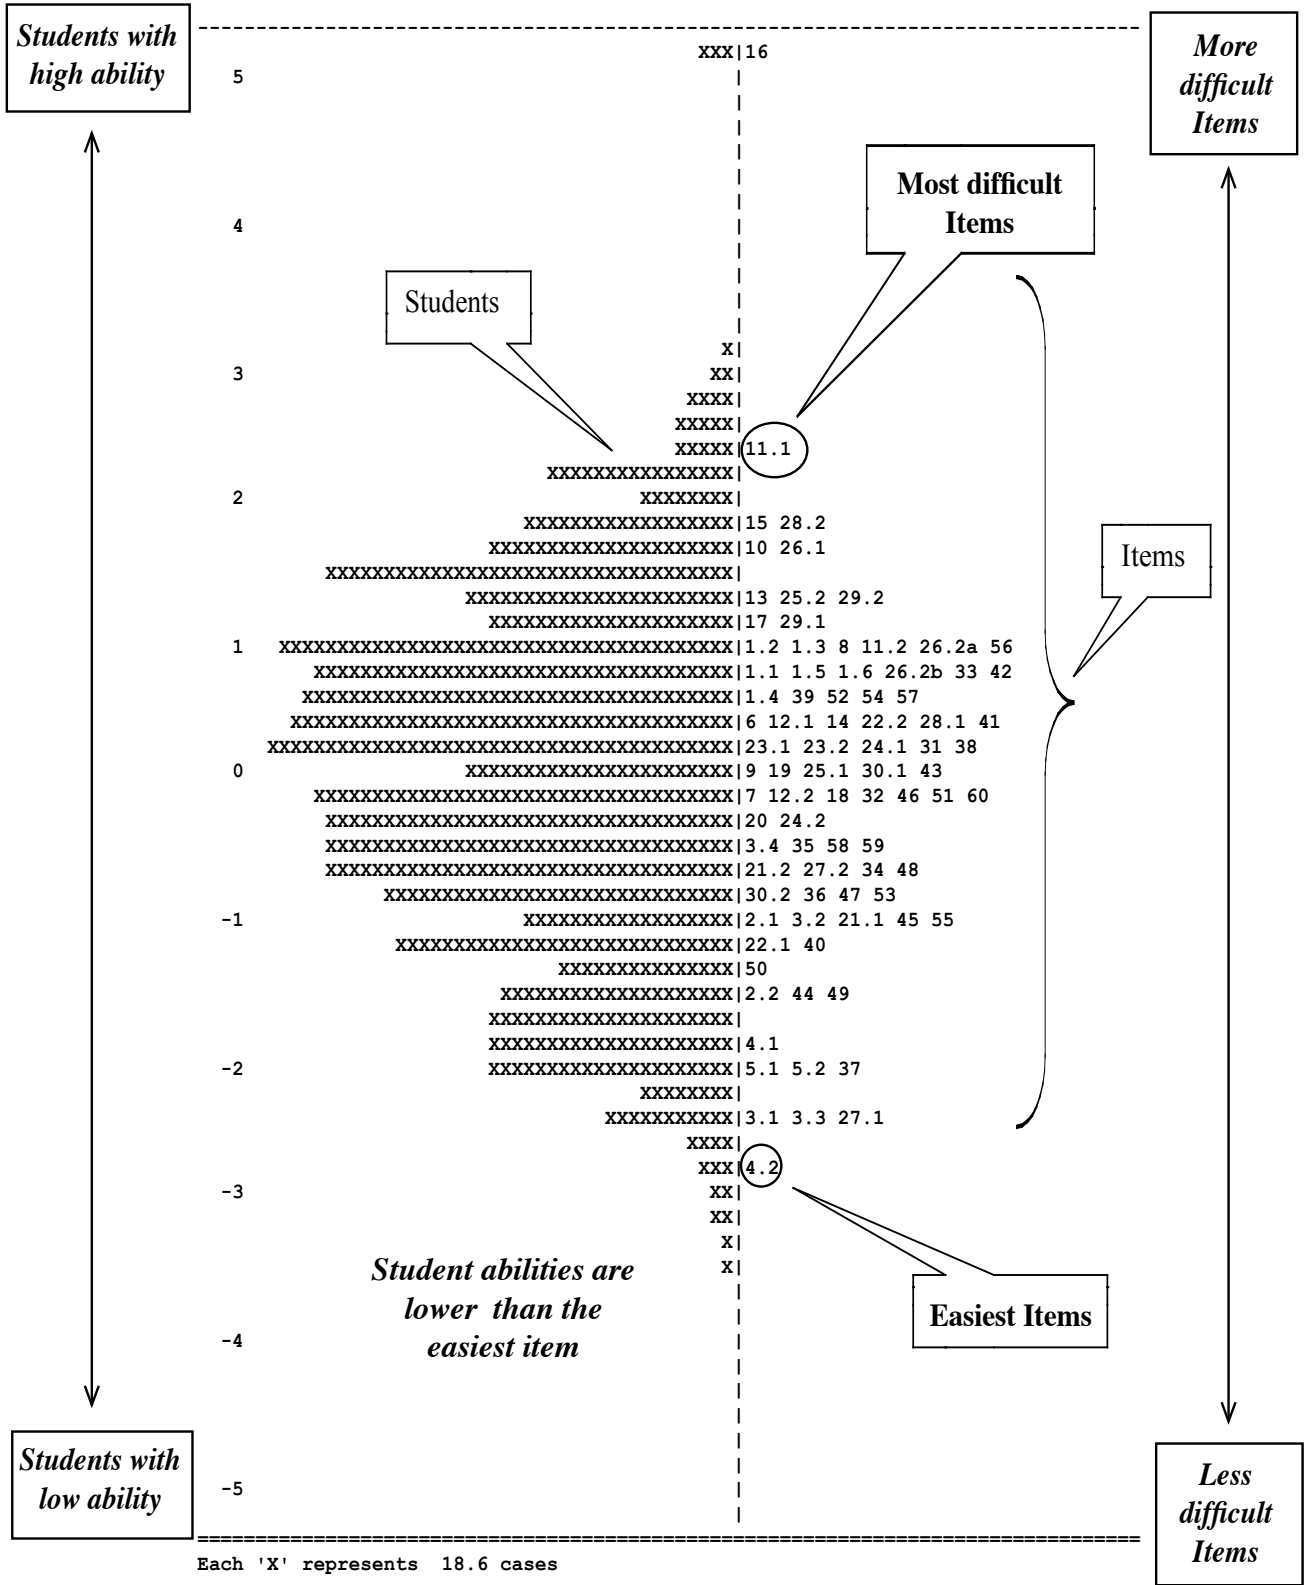 Students with
high ability
---------------------------------------------------------------------------------
More
difficult
Items
XXX|16
5
Most difficult
Items
4
Students
X|
3 XX|
XXXX|
XXXXX|
XXXXX|11.1
XXXXXXXXXXXXXXXX|
2 XXXXXXXX|
XXXXXXXXXXXXXXXXXX|15 28.2
XXXXXXXXXXXXXXXXXXXXX|10 26.1
Items
XXXXXXXXXXXXXXXXXXXXXXXXXXXXXXXXXXX|
XXXXXXXXXXXXXXXXXXXXXXX|13 25.2 29.2
XXXXXXXXXXXXXXXXXXXXX|17 29.1
1 XXXXXXXXXXXXXXXXXXXXXXXXXXXXXXXXXXXXXXX|1.2 1.3 8 11.2 26.2a 56
XXXXXXXXXXXXXXXXXXXXXXXXXXXXXXXXXXXX|1.1 1.5 1.6 26.2b 33 42
XXXXXXXXXXXXXXXXXXXXXXXXXXXXXXXXXXXXX|1.4 39 52 54 57
XXXXXXXXXXXXXXXXXXXXXXXXXXXXXXXXXXXXXX|6 12.1 14 22.2 28.1 41
XXXXXXXXXXXXXXXXXXXXXXXXXXXXXXXXXXXXXXXX|23.1 23.2 24.1 31 38
0 XXXXXXXXXXXXXXXXXXXXXXX|9 19 25.1 30.1 43
XXXXXXXXXXXXXXXXXXXXXXXXXXXXXXXXXXXX|7 12.2 18 32 46 51 60
XXXXXXXXXXXXXXXXXXXXXXXXXXXXXXXXXXX|20 24.2
XXXXXXXXXXXXXXXXXXXXXXXXXXXXXXXXXXX|3.4 35 58 59
XXXXXXXXXXXXXXXXXXXXXXXXXXXXXXXXXXX|21.2 27.2 34 48
XXXXXXXXXXXXXXXXXXXXXXXXXXXXXX|30.2 36 47 53
-1 XXXXXXXXXXXXXXXXXX|2.1 3.2 21.1 45 55
XXXXXXXXXXXXXXXXXXXXXXXXXXXXX|22.1 40
XXXXXXXXXXXXXXX|50
XXXXXXXXXXXXXXXXXXXX|2.2 44 49
XXXXXXXXXXXXXXXXXXXXX|
XXXXXXXXXXXXXXXXXXXXX|4.1
-2 XXXXXXXXXXXXXXXXXXXXX|5.1 5.2 37
XXXXXXXX|
XXXXXXXXXXX|3.1 3.3 27.1
XXXX|
XXX|4.2
-3 XX|
XX|
X|
X|
Student abilities are
lower than the
easiest item
Easiest Items
-4
Students with
low ability
-5
Less
difficult
Items
=================================================================================
Each 'X' represents 18.6 cases